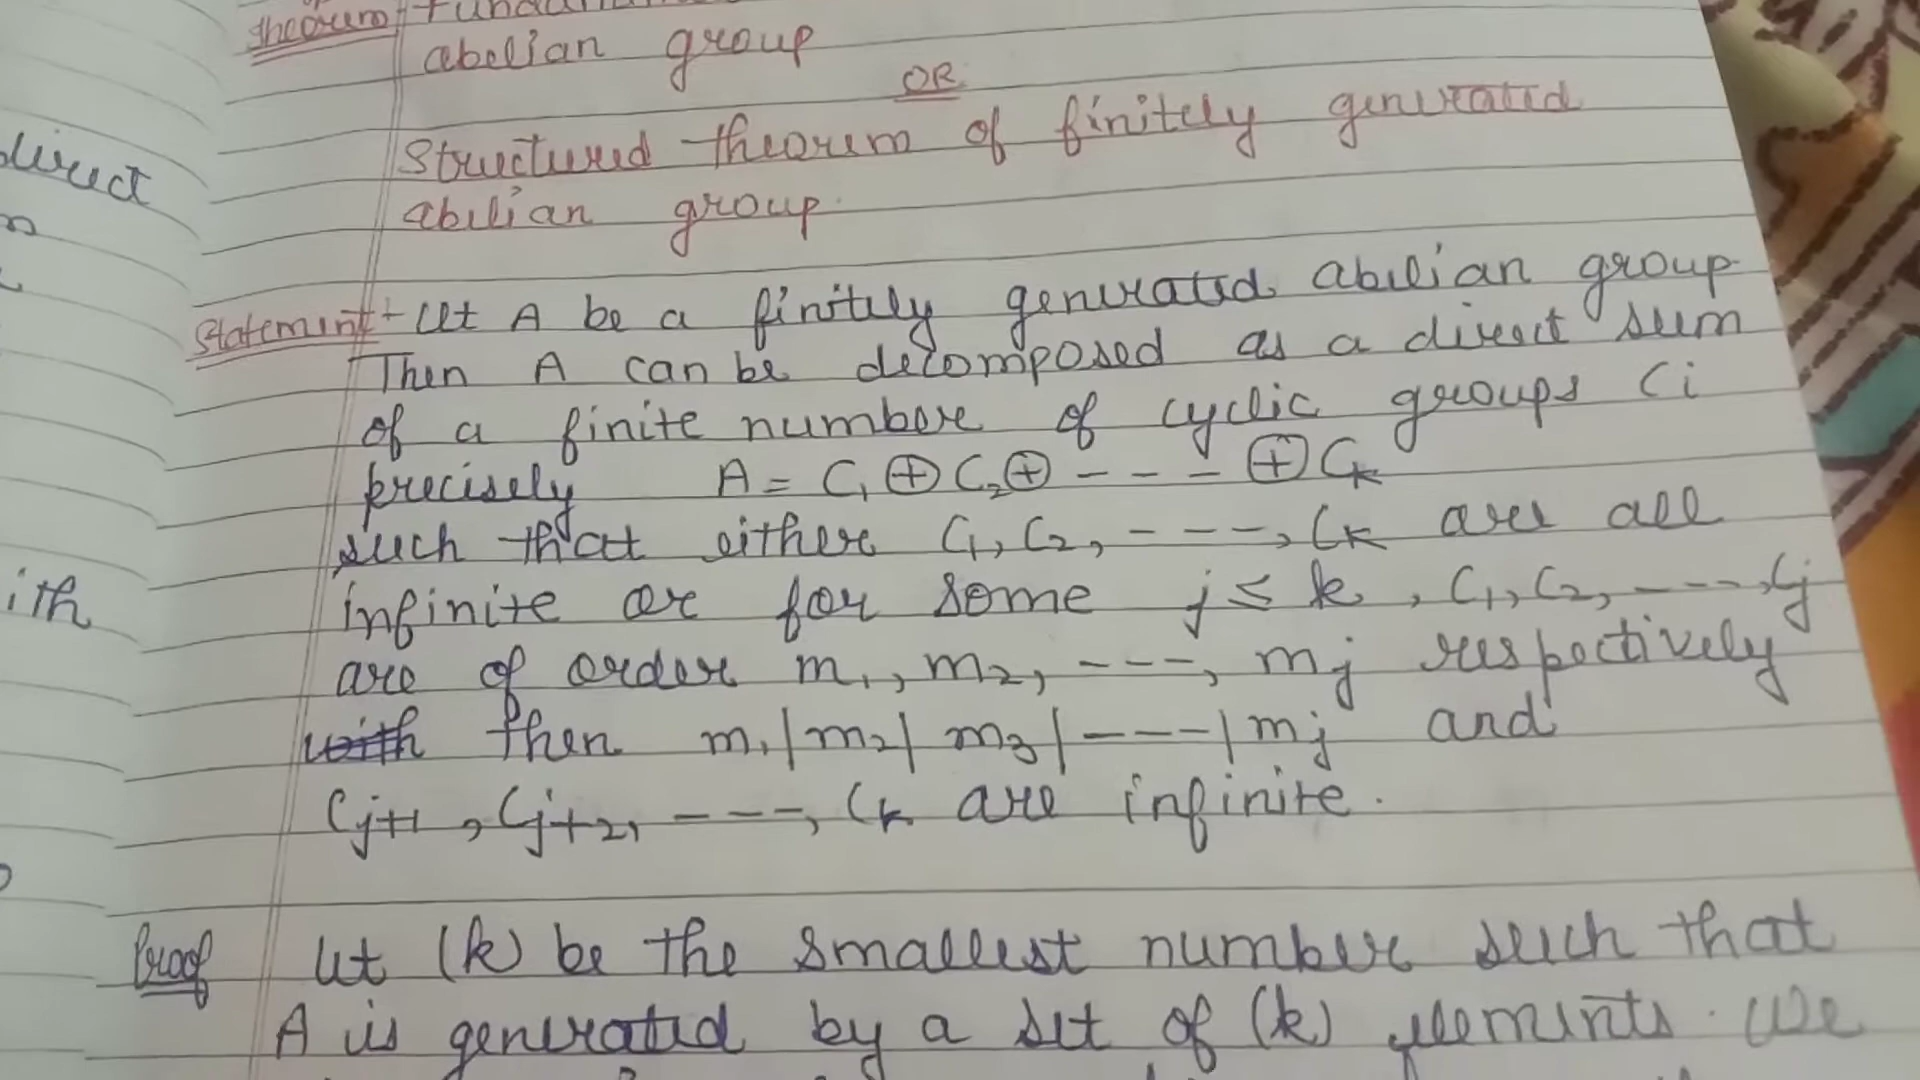 theorem
abelian group
OR
Structured theorem of finitely generated
abelian group.
Statement - Let A be a finitely generated abelian group
Then A can be decomposed as a direct sum
of a finite number of cyclic groups Ci
precisely A = C₁ ⊕ C₂ ⊕ - - - - ⊕ Ck
such that either C₁, C₂, - - - -, Ck are all
infinite or for some j ≤ k, C₁, C₂, - - - -, Cj
are of order m₁, m₂, - - - -, mj respectively
then m₁ | m₂ | m₃ | - - - - | mj and
Cj+1, Cj+2, - - - -, Ck are infinite.
Proof Let (k) be the smallest number such that
A is generated by a set of (k) elements. We
direct
ith